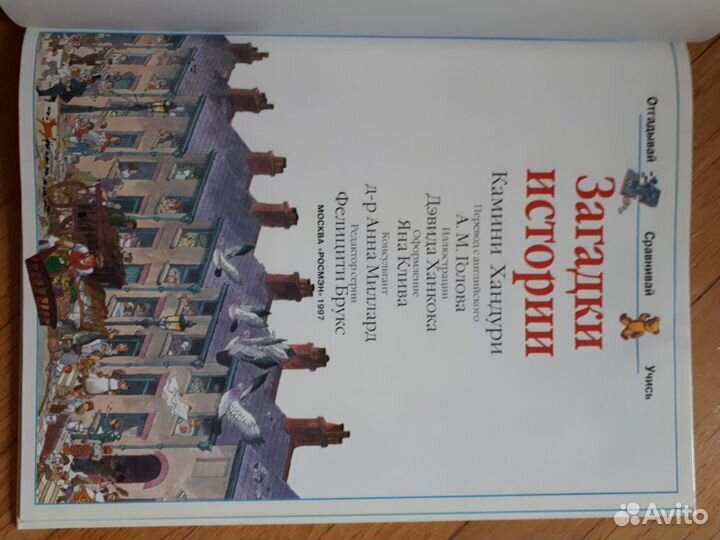 Отгадывай Сравнивай Учись
Загадки
истории
Камини Хандури
Перевод с английского
А. М. Голова
Иллюстрации
Дэвида Ханкока
Оформление
Яна Клива
Консультант
д-р Анна Миллард
Редактор серии
Фелицити Брукс
МОСКВА «РОСМЭН» 1997
Avito